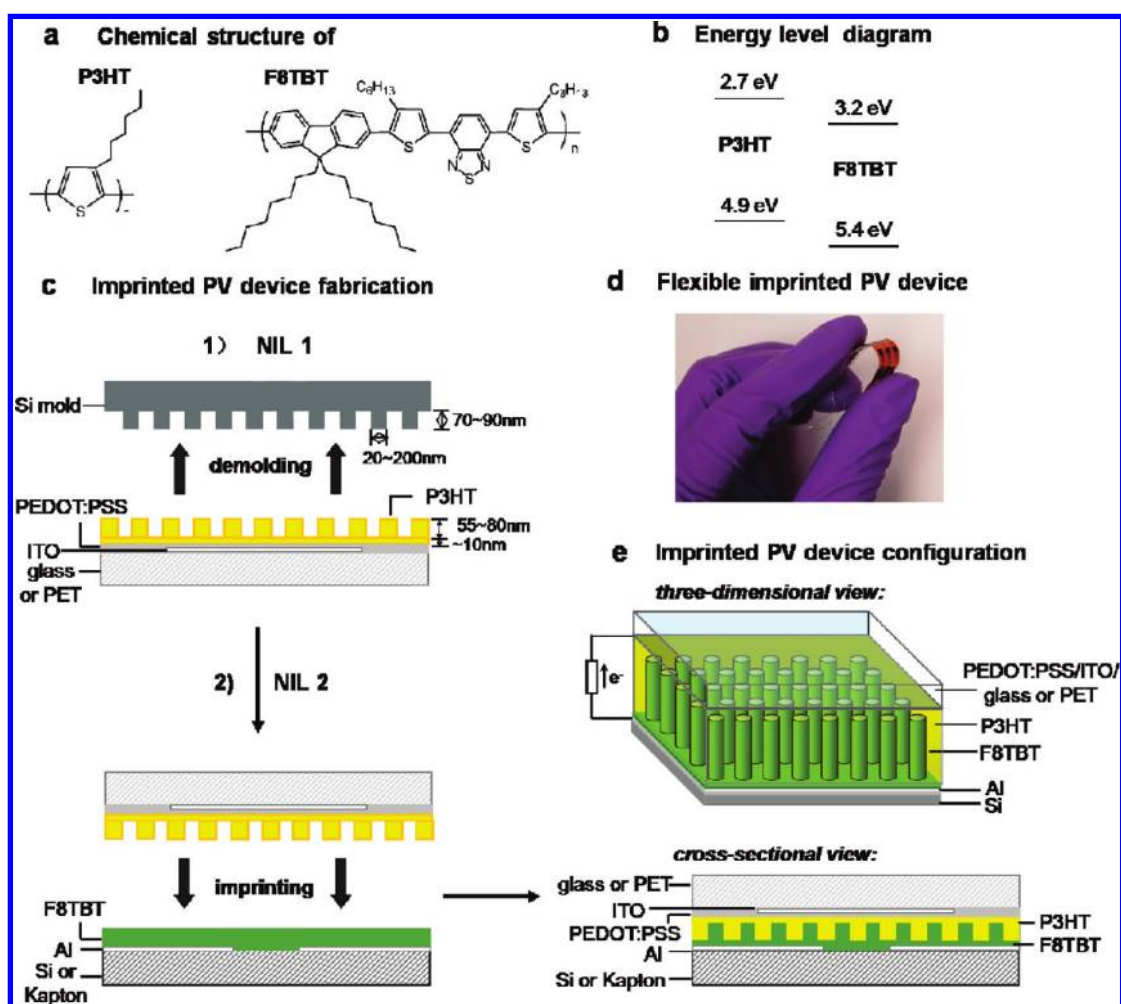 a Chemical structure of
P3HT
F8TBT
C6H13
( )n
N N
S
S
S
S
b Energy level diagram
2.7 eV
3.2 eV
P3HT
F8TBT
4.9 eV
5.4 eV
c Imprinted PV device fabrication
1) NIL 1
Si mold
70~90nm
20~200nm
demolding
PEDOT:PSS
P3HT
55~80nm
~10nm
ITO
glass
or PET
2) NIL 2
imprinting
F8TBT
Al
Si or
Kapton
d Flexible imprinted PV device
e Imprinted PV device configuration
three-dimensional view:
e-
PEDOT:PSS/ITO/
glass or PET
P3HT
F8TBT
Al
Si
cross-sectional view:
glass or PET
ITO
PEDOT:PSS
Al
Si or Kapton
P3HT
F8TBT